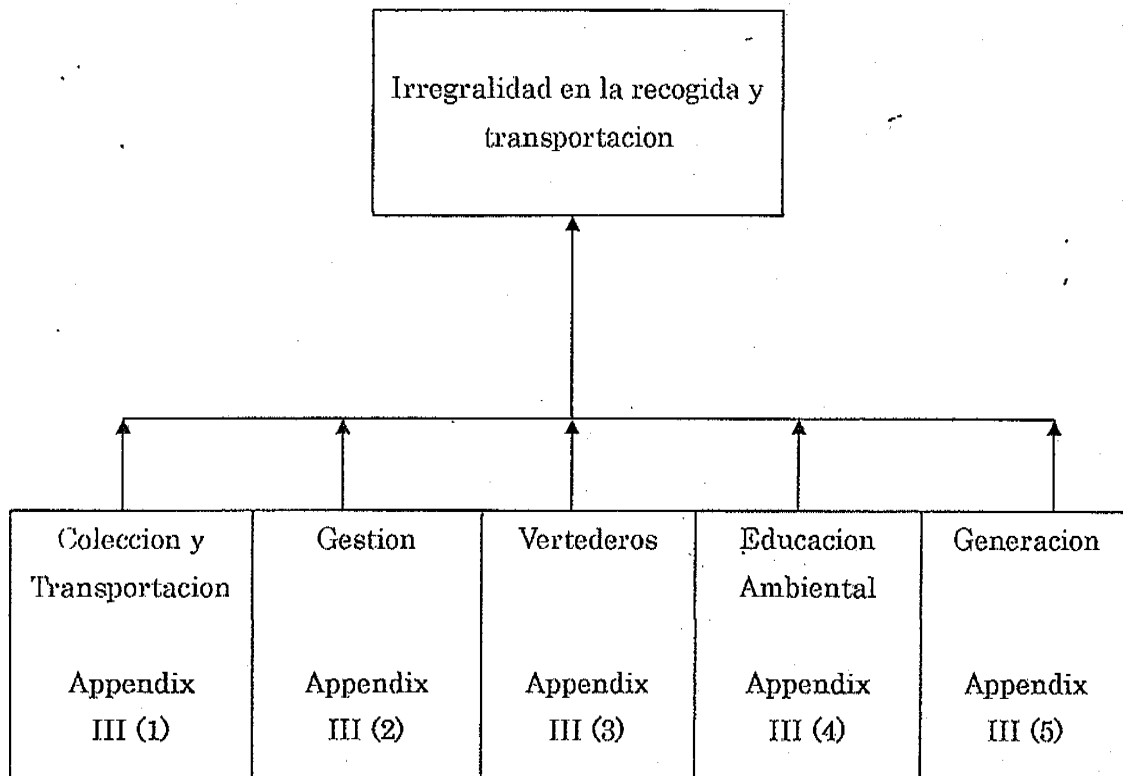 Irregralidad en la recogida y
transportacion
Coleccion y
Transportacion
Appendix
III (1)
Gestion
Appendix
III (2)
Vertederos
Appendix
III (3)
Educacion
Ambiental
Appendix
III (4)
Generacion
Appendix
III (5)